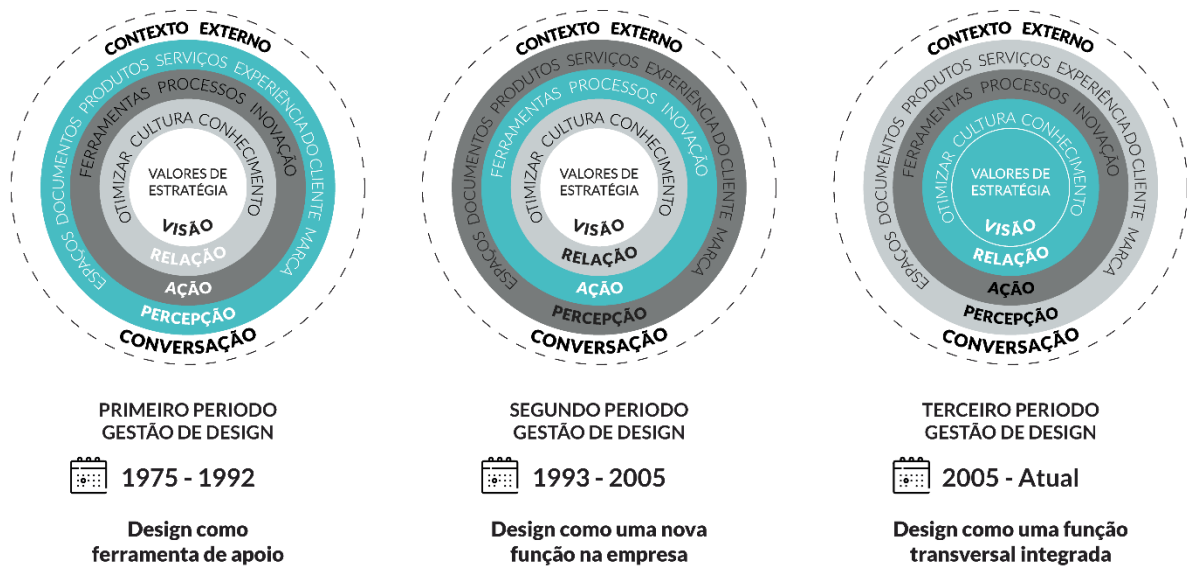 CONTEXTO EXTERNO
ESPAÇOS DOCUMENTOS PRODUTOS SERVIÇOS EXPERIÊNCIA DO CLIENTE MARCA
FERRAMENTAS PROCESSOS INOVAÇÃO
OTIMIZAR CULTURA CONHECIMENTO
VALORES DE
ESTRATÉGIA
VISÃO
RELAÇÃO
AÇÃO
PERCEPÇÃO
CONVERSAÇÃO
PRIMEIRO PERIODO
GESTÃO DE DESIGN
1975 - 1992
Design como
ferramenta de apoio
CONTEXTO EXTERNO
ESPAÇOS DOCUMENTOS PRODUTOS SERVIÇOS EXPERIÊNCIA DO CLIENTE MARCA
FERRAMENTAS PROCESSOS INOVAÇÃO
OTIMIZAR CULTURA CONHECIMENTO
VALORES DE
ESTRATÉGIA
VISÃO
RELAÇÃO
AÇÃO
PERCEPÇÃO
CONVERSAÇÃO
SEGUNDO PERIODO
GESTÃO DE DESIGN
1993 - 2005
Design como uma nova
função na empresa
CONTEXTO EXTERNO
ESPAÇOS DOCUMENTOS PRODUTOS SERVIÇOS EXPERIÊNCIA DO CLIENTE MARCA
FERRAMENTAS PROCESSOS INOVAÇÃO
OTIMIZAR CULTURA CONHECIMENTO
VALORES DE
ESTRATÉGIA
VISÃO
RELAÇÃO
AÇÃO
PERCEPÇÃO
CONVERSAÇÃO
TERCEIRO PERIODO
GESTÃO DE DESIGN
2005 - Atual
Design como uma função
transversal integrada